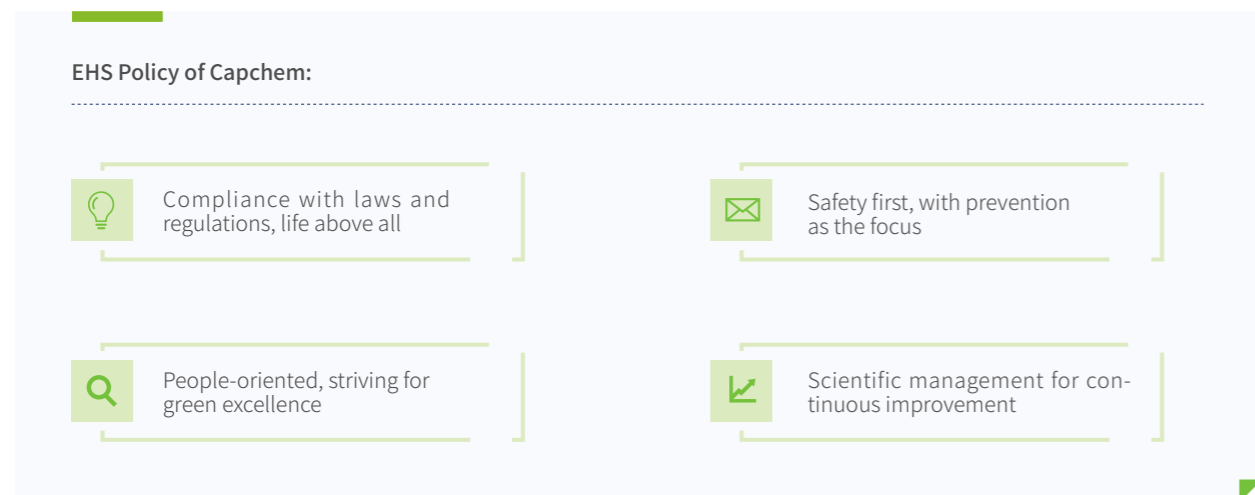 EHS Policy of Capchem:
Compliance with laws and
regulations, life above all
Safety first, with prevention
as the focus
People-oriented, striving for
green excellence
Scientific management for con-
tinuous improvement